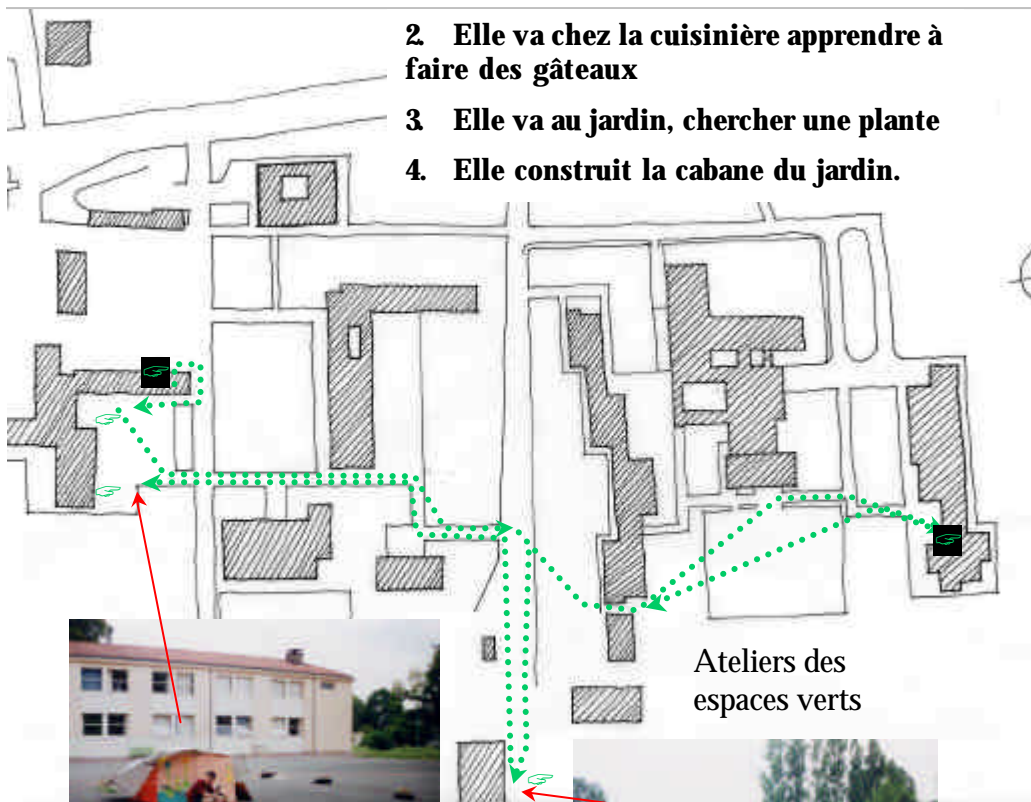 2. Elle va chez la cuisinière apprendre à
faire des gâteaux
3. Elle va au jardin, chercher une plante
4. Elle construit la cabane du jardin.
Ateliers des
espaces verts